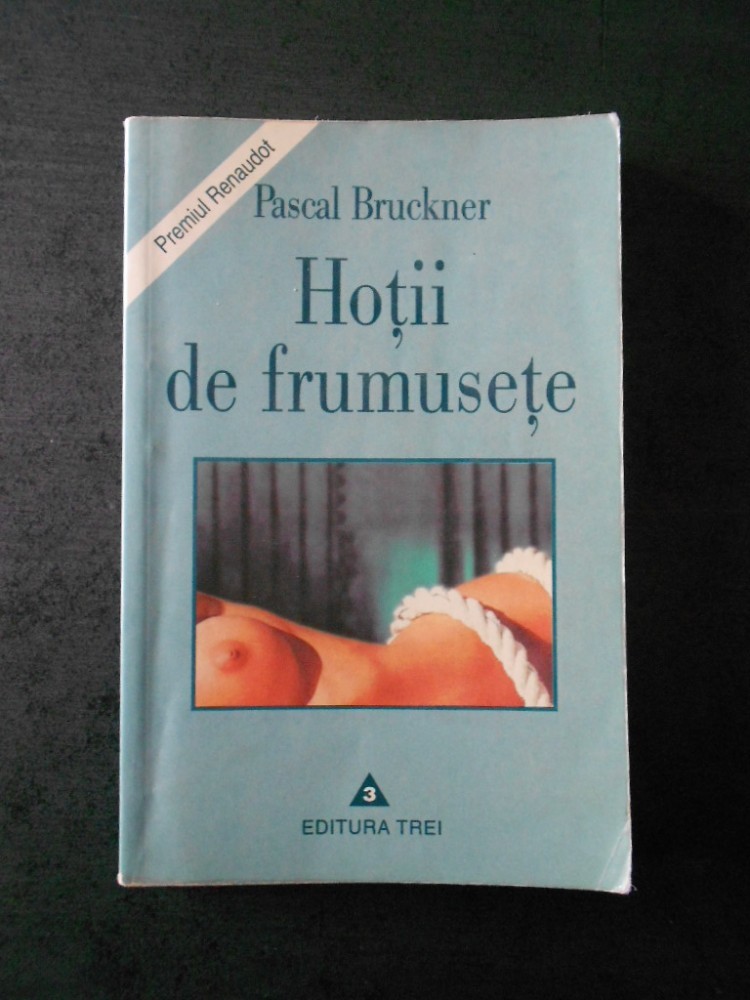 Premiul Renaudot
Pascal Bruckner
Hoții
de frumusețe
3
EDITURA TREI